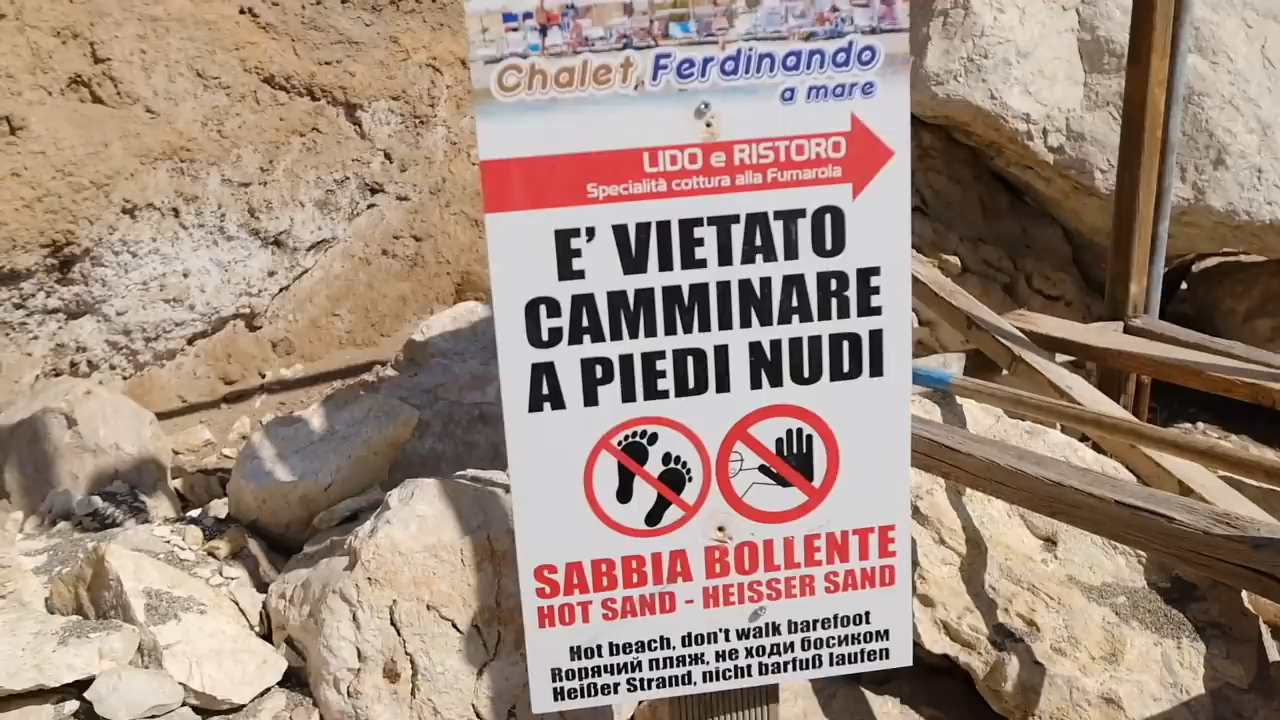 Chalet Ferdinando
a mare
LIDO e RISTORO
Specialità cottura alla Fumarola
E' VIETATO
CAMMINARE
A PIEDI NUDI
SABBIA BOLLENTE
HOT SAND - HEISSER SAND
Hot beach, don't walk barefoot
Rорячий пляж, не ходи босиком
Heißer Strand, nicht barfuß laufen